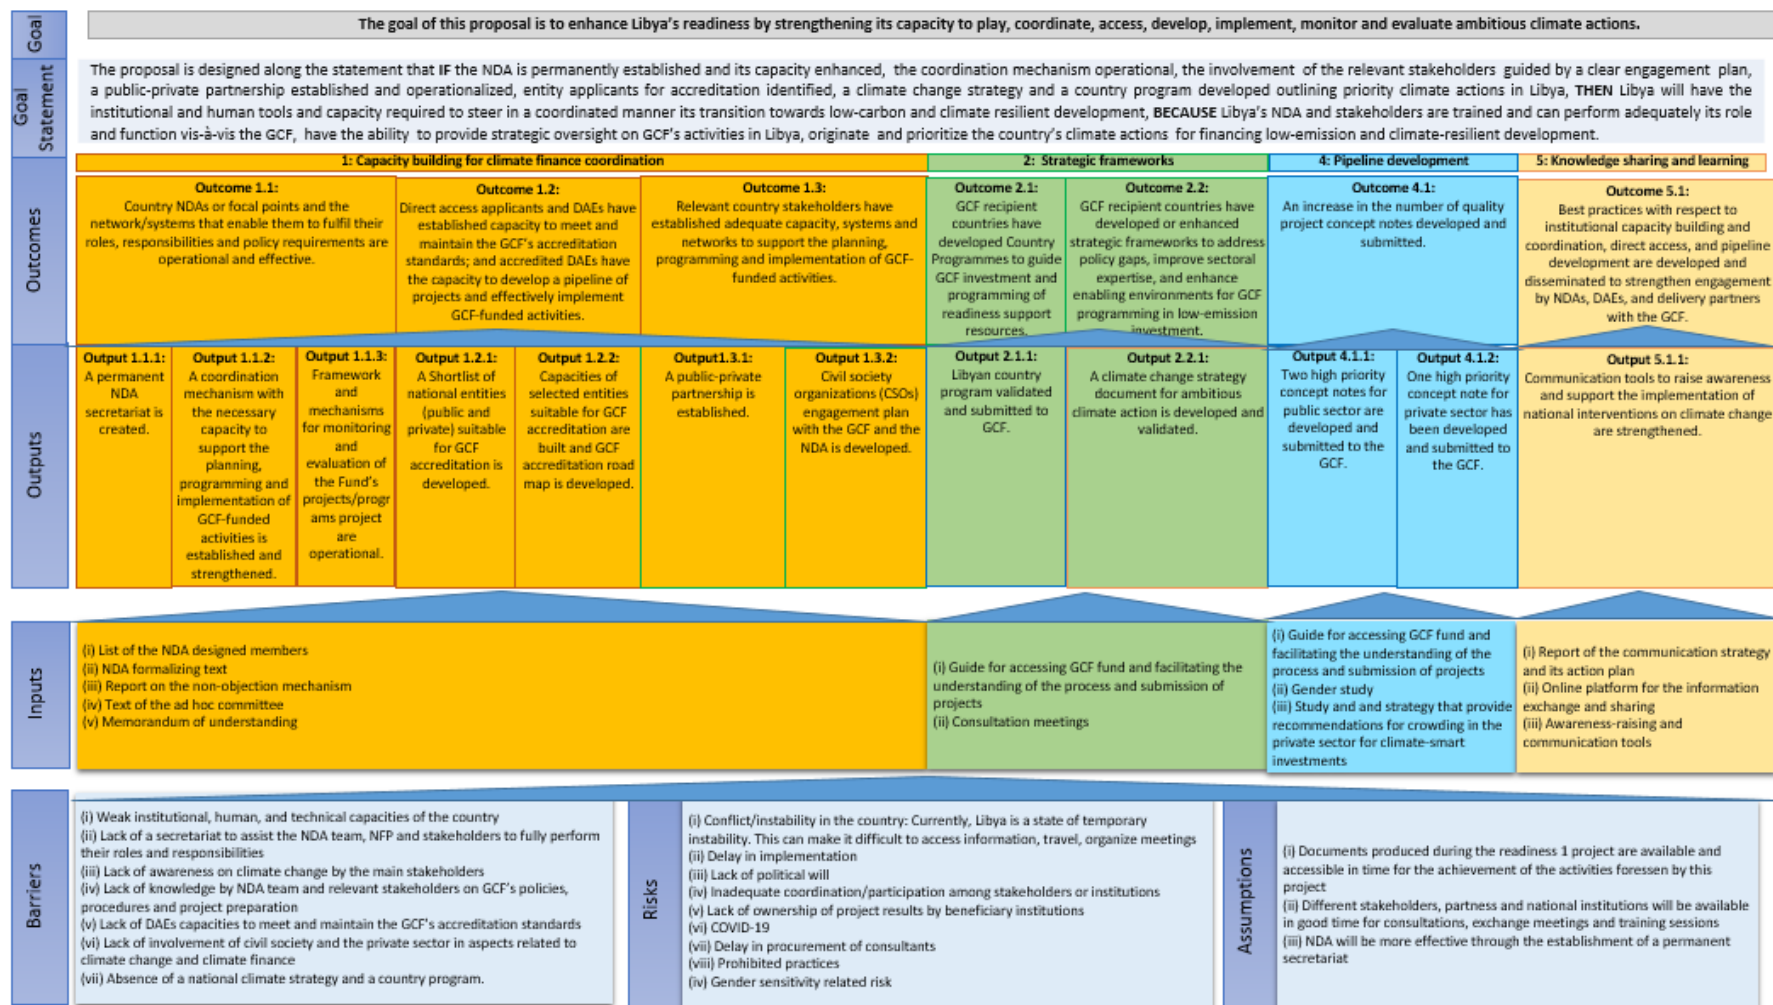 Goal
The goal of this proposal is to enhance Libya's readiness by strengthening its capacity to play, coordinate, access, develop, implement, monitor and evaluate ambitious climate actions.
Goal
Statement
The proposal is designed along the statement that IF the NDA is permanently established and its capacity enhanced, the coordination mechanism operational, the involvement of the relevant stakeholders guided by a clear engagement plan,
a public-private partnership established and operationalized, entity applicants for accreditation identified, a climate change strategy and a country program developed outlining priority climate actions in Libya, THEN Libya will have the
institutional and human tools and capacity required to steer in a coordinated manner its transition towards low-carbon and climate resilient development, BECAUSE Libya's NDA and stakeholders are trained and can perform adequately its role
and function vis-à-vis the GCF, have the ability to provide strategic oversight on GCF's activities in Libya, originate and prioritize the country's climate actions for financing low-emission and climate-resilient development.
1: Capacity building for climate finance coordination
2: Strategic frameworks
4: Pipeline development
5: Knowledge sharing and learning
Outcomes
Outcome 1.1:
Country NDAs or focal points and the
network/systems that enable them to fulfil their
roles, responsibilities and policy requirements are
operational and effective.
Outcome 1.2:
Direct access applicants and DAEs have
established capacity to meet and
maintain the GCF's accreditation
standards; and accredited DAEs have
the capacity to develop a pipeline of
projects and effectively implement
GCF-funded activities.
Outcome 1.3:
Relevant country stakeholders have
established adequate capacity, systems and
networks to support the planning,
programming and implementation of GCF-
funded activities.
Outcome 2.1:
GCF recipient
countries have
developed Country
Programmes to guide
GCF investment and
programming of
readiness support
resources.
Outcome 2.2:
GCF recipient countries have
developed or enhanced
strategic frameworks to address
policy gaps, improve sectoral
expertise, and enhance
enabling environments for GCF
programming in low-emission
investment.
Outcome 4.1:
An increase in the number of quality
project concept notes developed and
submitted.
Outcome 5.1:
Best practices with respect to
institutional capacity building and
coordination, direct access, and pipeline
development are developed and
disseminated to strengthen engagement
by NDAs, DAEs, and delivery partners
with the GCF.
Outputs
Output 1.1.1:
A permanent
NDA
secretariat is
created.
Output 1.1.2:
A coordination
mechanism with
the necessary
capacity to
support the
planning,
programming and
implementation of
GCF-funded
activities is
established and
strengthened.
Output 1.1.3:
Framework
and
mechanisms
for monitoring
and
evaluation of
the Fund's
projects/progr
ams project
are
operational.
Output 1.2.1:
A Shortlist of
national entities
(public and
private) suitable
for GCF
accreditation is
developed.
Output 1.2.2:
Capacities of
selected entities
suitable for GCF
accreditation are
built and GCF
accreditation road
map is developed.
Output1.3.1:
A public-private
partnership is
established.
Output 1.3.2:
Civil society
organizations (CSOs)
engagement plan
with the GCF and the
NDA is developed.
Output 2.1.1:
Libyan country
program validated
and submitted to
GCF.
Output 2.2.1:
A climate change strategy
document for ambitious
climate action is developed and
validated.
Output 4.1.1:
Two high priority
concept notes for
public sector are
developed and
submitted to the
GCF.
Output 4.1.2:
One high priority
concept note for
private sector has
been developed
and submitted to
the GCF.
Output 5.1.1:
Communication tools to raise awareness
and support the implementation of
national interventions on climate change
are strengthened.
Inputs
(i) List of the NDA designed members
(ii) NDA formalizing text
(iii) Report on the non-objection mechanism
(iv) Text of the ad hoc committee
(v) Memorandum of understanding
(i) Guide for accessing GCF fund and facilitating the
understanding of the process and submission of
projects
(ii) Consultation meetings
(i) Guide for accessing GCF fund and
facilitating the understanding of the
process and submission of projects
(ii) Gender study
(iii) Study and and strategy that provide
recommendations for crowding in the
private sector for climate-smart
investments
(i) Report of the communication strategy
and its action plan
(ii) Online platform for the information
exchange and sharing
(iii) Awareness-raising and
communication tools
Barriers
(i) Weak institutional, human, and technical capacities of the country
(ii) Lack of a secretariat to assist the NDA team, NFP and stakeholders to fully perform
their roles and responsibilities
(iii) Lack of awareness on climate change by the main stakeholders
(iv) Lack of knowledge by NDA team and relevant stakeholders on GCF's policies,
procedures and project preparation
(v) Lack of DAEs capacities to meet and maintain the GCF's accreditation standards
(vi) Lack of involvement of civil society and the private sector in aspects related to
climate change and climate finance
(vii) Absence of a national climate strategy and a country program.
Risks
(i) Conflict/instability in the country: Currently, Libya is a state of temporary
instability. This can make it difficult to access information, travel, organize meetings
(ii) Delay in implementation
(iii) Lack of political will
(iv) Inadequate coordination/participation among stakeholders or institutions
(v) Lack of ownership of project results by beneficiary institutions
(vi) COVID-19
(vii) Delay in procurement of consultants
(viii) Prohibited practices
(iv) Gender sensitivity related risk
Assumptions
(i) Documents produced during the readiness 1 project are available and
accessible in time for the achievement of the activities foressen by this
project
(ii) Different stakeholders, partness and national institutions will be available
in good time for consultations, exchange meetings and training sessions
(iii) NDA will be more effective through the establishment of a permanent
secretariat